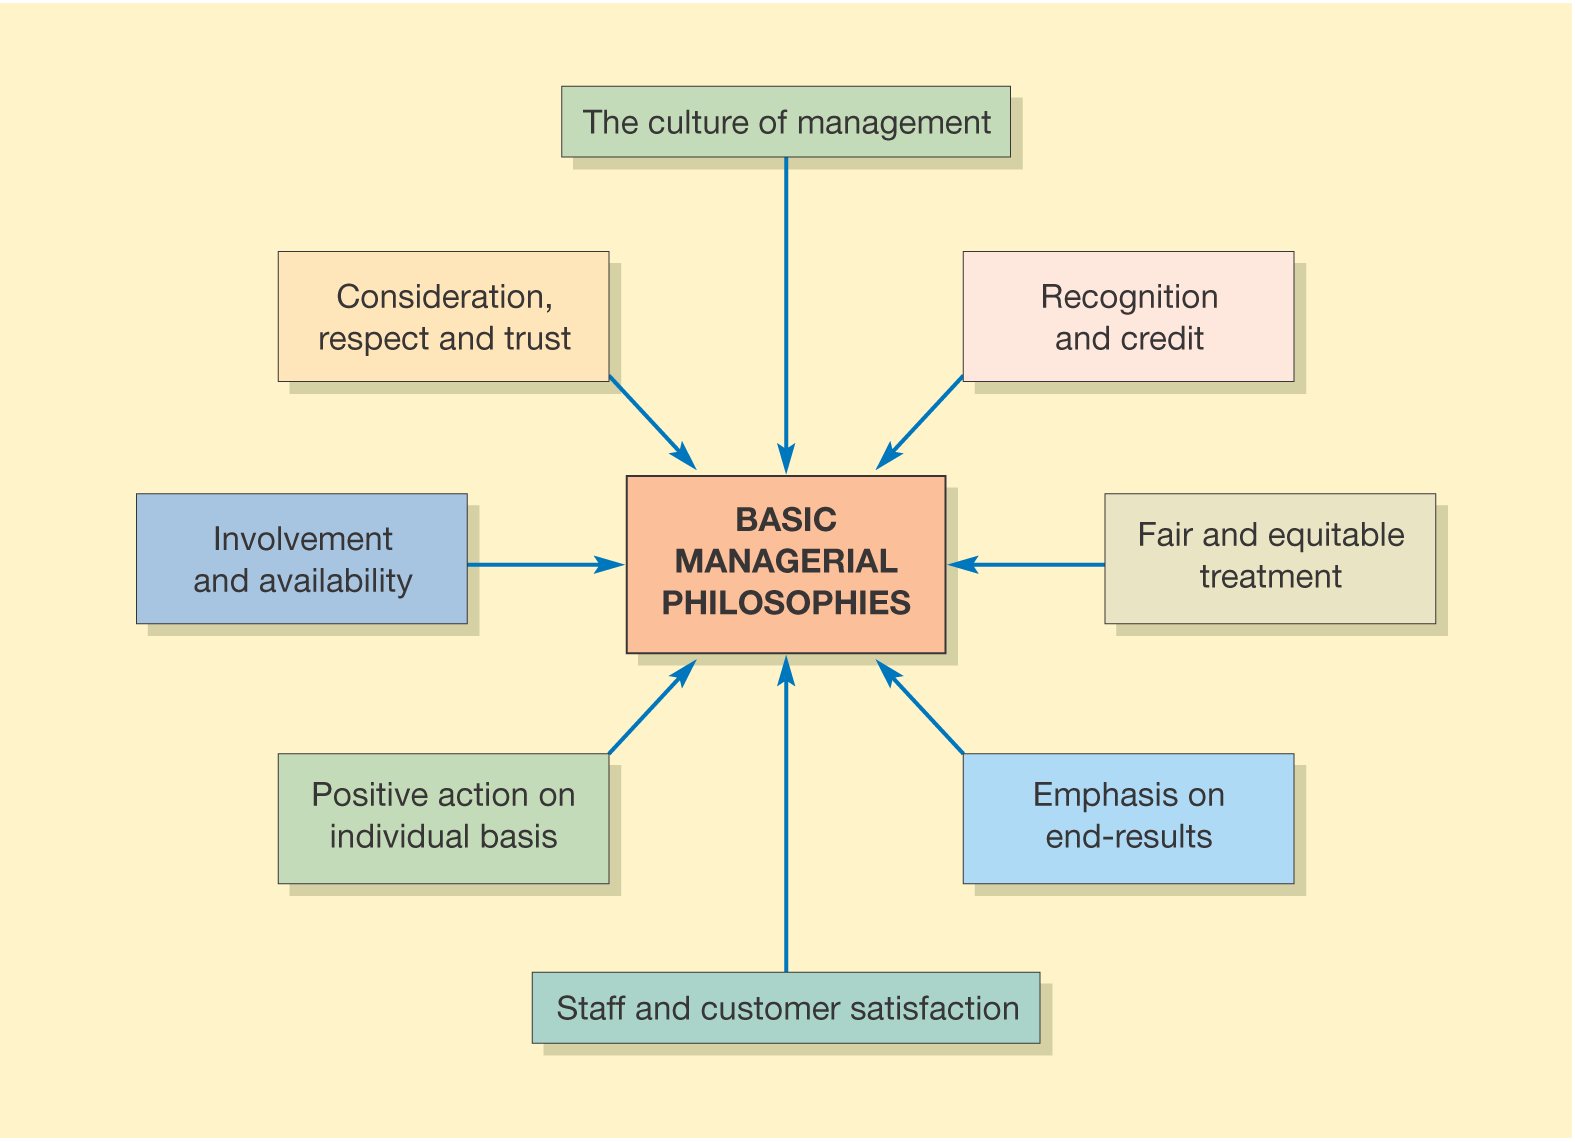 The culture of management
Consideration,
respect and trust
Recognition
and credit
Involvement
and availability
BASIC
MANAGERIAL
PHILOSOPHIES
Fair and equitable
treatment
Positive action on
individual basis
Emphasis on
end-results
Staff and customer satisfaction